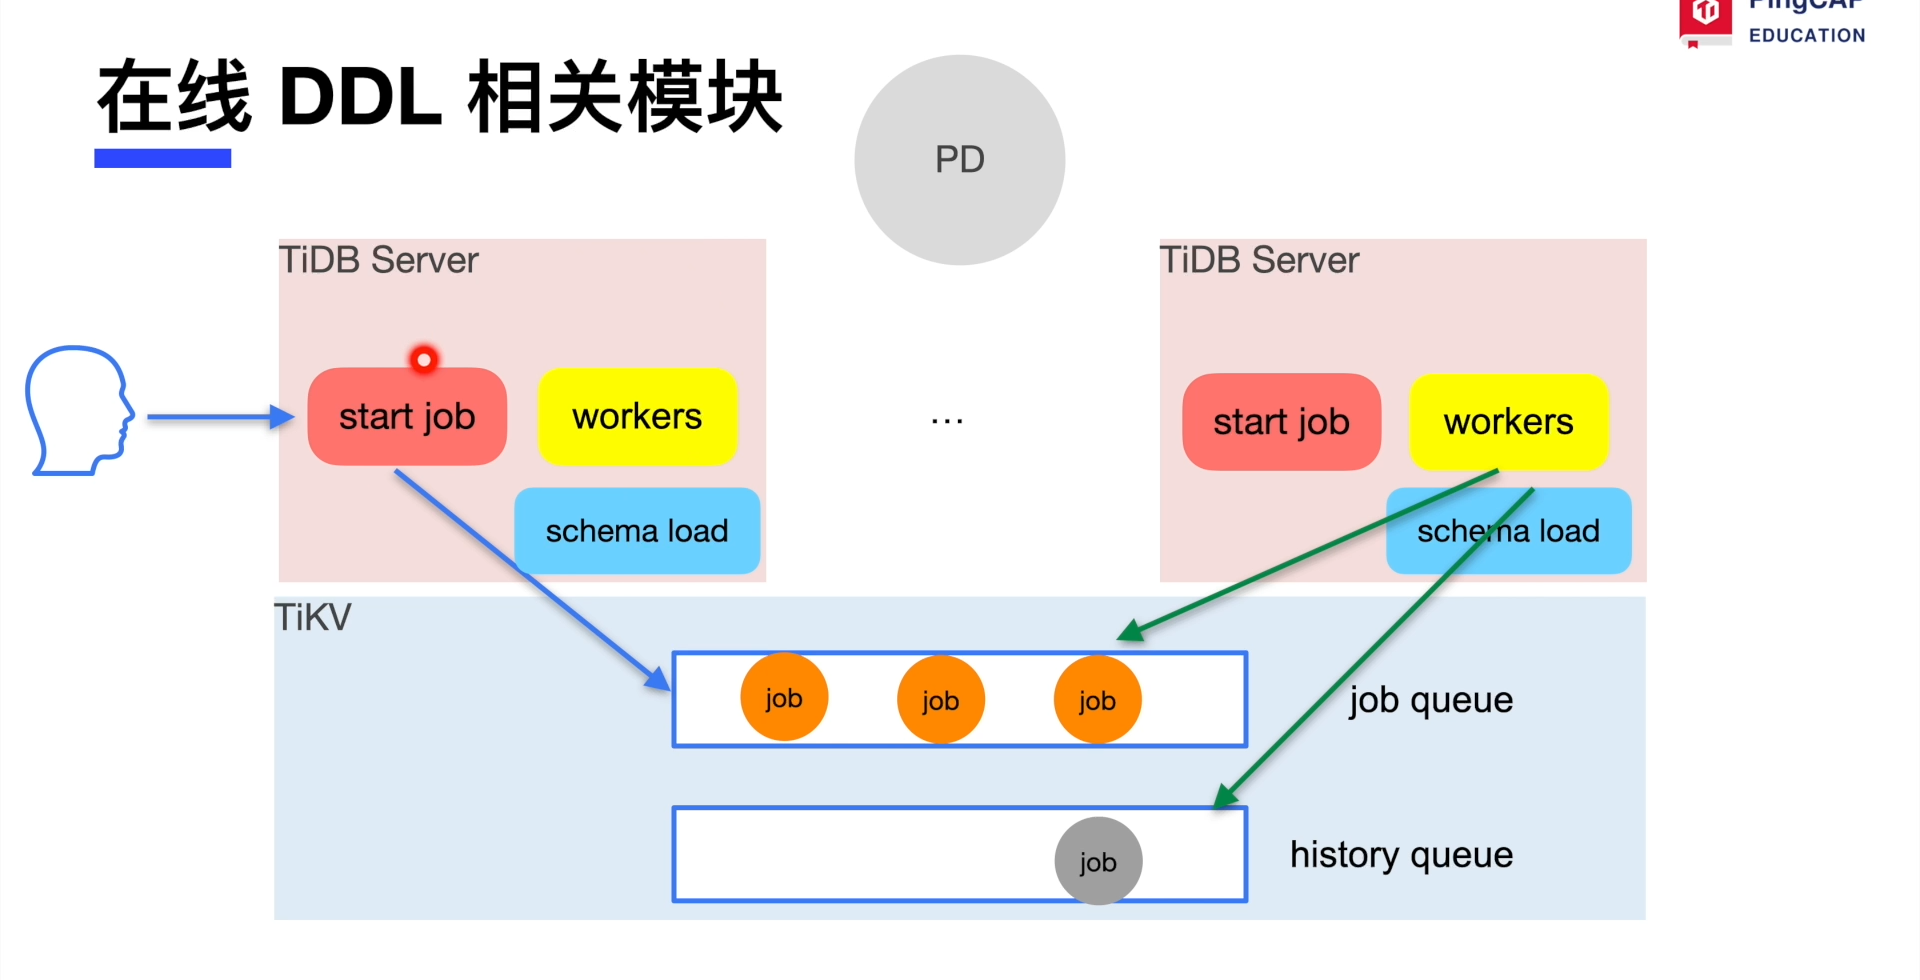 PingCAP
EDUCATION
在线 DDL 相关模块
PD
TiDB Server
TiDB Server
start job
workers
...
start job
workers
schema load
schema load
TiKV
job
job
job
job queue
job
history queue